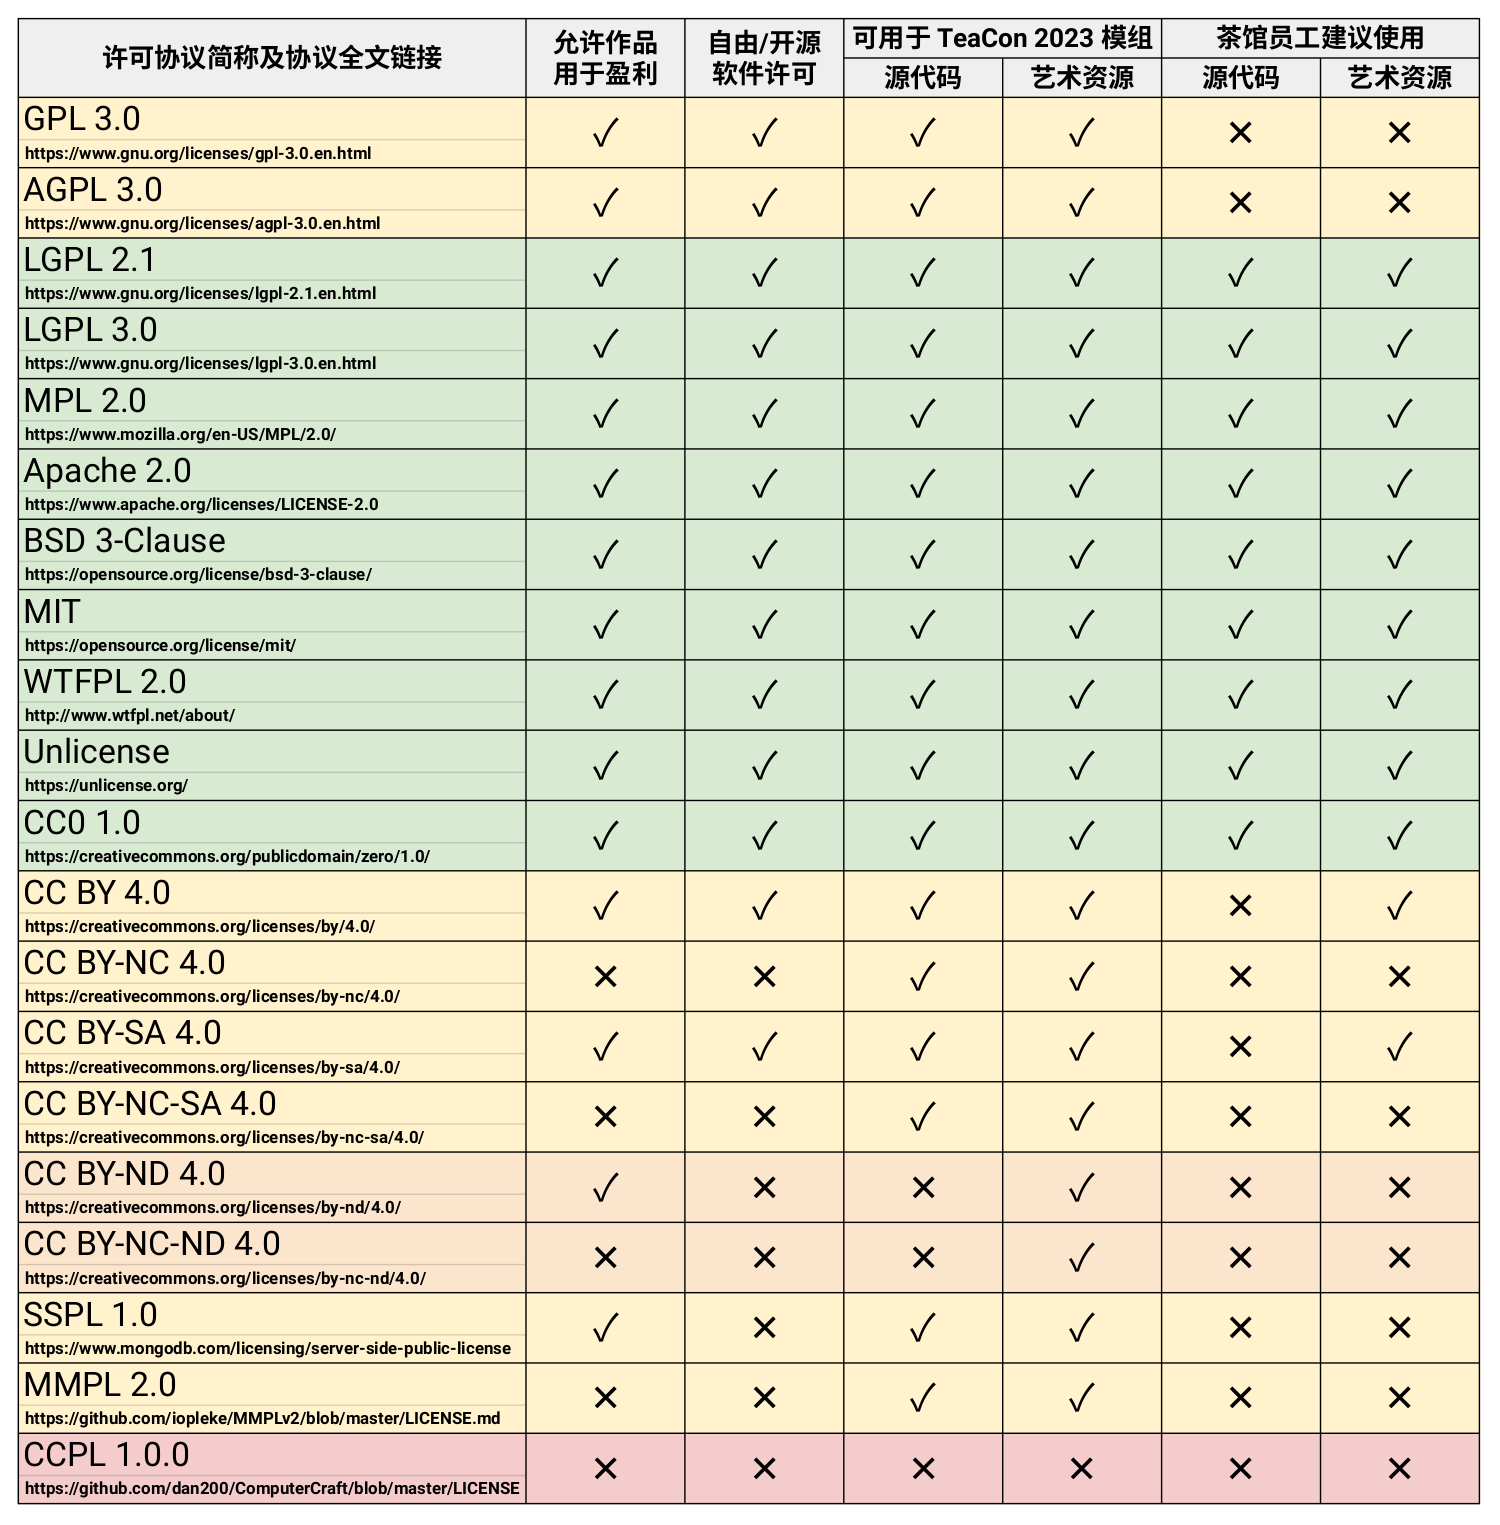 许可协议简称及协议全文链接
允许作品
用于盈利
自由/开源
软件许可
可用于 TeaCon 2023 模组
茶馆员工建议使用
源代码
艺术资源
源代码
艺术资源
GPL 3.0
https://www.gnu.org/licenses/gpl-3.0.en.html
✓ ✓ ✓ ✓ ✕ ✕
AGPL 3.0
https://www.gnu.org/licenses/agpl-3.0.en.html
✓ ✓ ✓ ✓ ✕ ✕
LGPL 2.1
https://www.gnu.org/licenses/lgpl-2.1.en.html
✓ ✓ ✓ ✓ ✓ ✓
LGPL 3.0
https://www.gnu.org/licenses/lgpl-3.0.en.html
✓ ✓ ✓ ✓ ✓ ✓
MPL 2.0
https://www.mozilla.org/en-US/MPL/2.0/
✓ ✓ ✓ ✓ ✓ ✓
Apache 2.0
https://www.apache.org/licenses/LICENSE-2.0
✓ ✓ ✓ ✓ ✓ ✓
BSD 3-Clause
https://opensource.org/license/bsd-3-clause/
✓ ✓ ✓ ✓ ✓ ✓
MIT
https://opensource.org/license/mit/
✓ ✓ ✓ ✓ ✓ ✓
WTFPL 2.0
http://www.wtfpl.net/about/
✓ ✓ ✓ ✓ ✓ ✓
Unlicense
https://unlicense.org/
✓ ✓ ✓ ✓ ✓ ✓
CC0 1.0
https://creativecommons.org/publicdomain/zero/1.0/
✓ ✓ ✓ ✓ ✓ ✓
CC BY 4.0
https://creativecommons.org/licenses/by/4.0/
✓ ✓ ✓ ✓ ✕ ✓
CC BY-NC 4.0
https://creativecommons.org/licenses/by-nc/4.0/
✕ ✕ ✓ ✓ ✕ ✕
CC BY-SA 4.0
https://creativecommons.org/licenses/by-sa/4.0/
✓ ✓ ✓ ✓ ✕ ✓
CC BY-NC-SA 4.0
https://creativecommons.org/licenses/by-nc-sa/4.0/
✕ ✕ ✓ ✓ ✕ ✕
CC BY-ND 4.0
https://creativecommons.org/licenses/by-nd/4.0/
✓ ✕ ✕ ✓ ✕ ✕
CC BY-NC-ND 4.0
https://creativecommons.org/licenses/by-nc-nd/4.0/
✕ ✕ ✕ ✓ ✕ ✕
SSPL 1.0
https://www.mongodb.com/licensing/server-side-public-license
✓ ✕ ✓ ✓ ✕ ✕
MMPL 2.0
https://github.com/iopleke/MMPLv2/blob/master/LICENSE.md
✕ ✕ ✓ ✓ ✕ ✕
CCPL 1.0.0
https://github.com/dan200/ComputerCraft/blob/master/LICENSE
✕ ✕ ✕ ✕ ✕ ✕